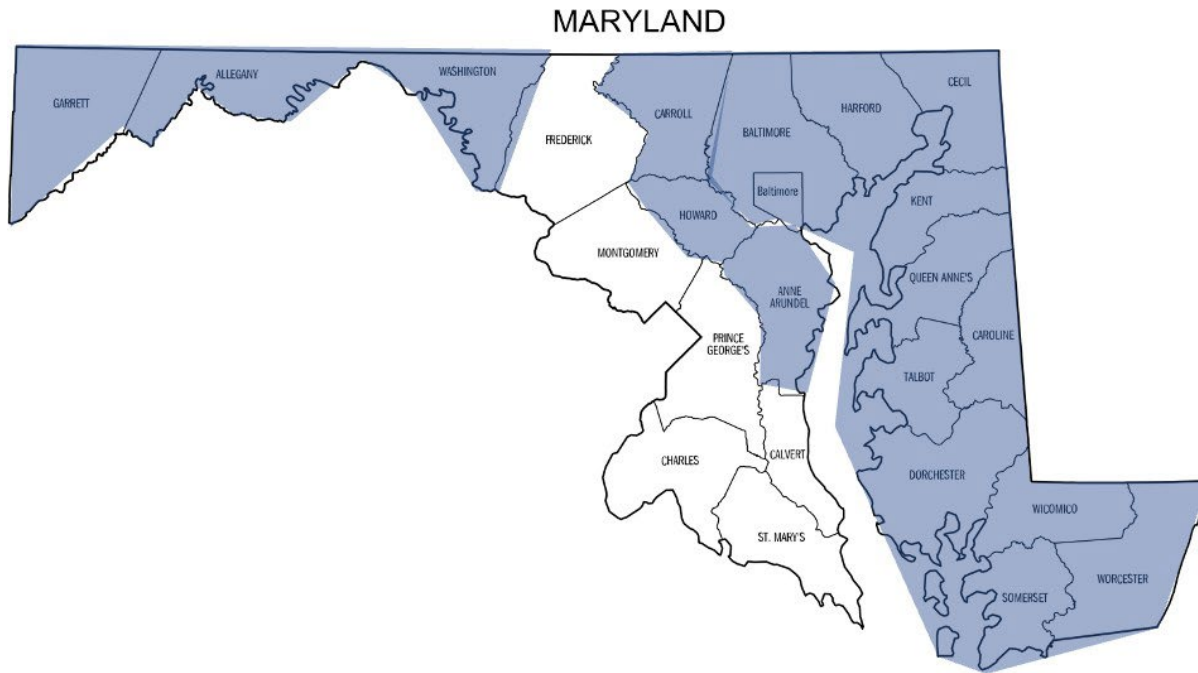 MARYLAND
GARRETT
ALLEGANY
WASHINGTON
FREDERICK
CARROLL
BALTIMORE
HARFORD
CECIL
Baltimore
HOWARD
KENT
MONTGOMERY
ANNE
ARUNDEL
QUEEN ANNE'S
PRINCE
GEORGE'S
CAROLINE
TALBOT
CHARLES
CALVERT
DORCHESTER
WICOMICO
ST. MARY'S
WORCESTER
SOMERSET